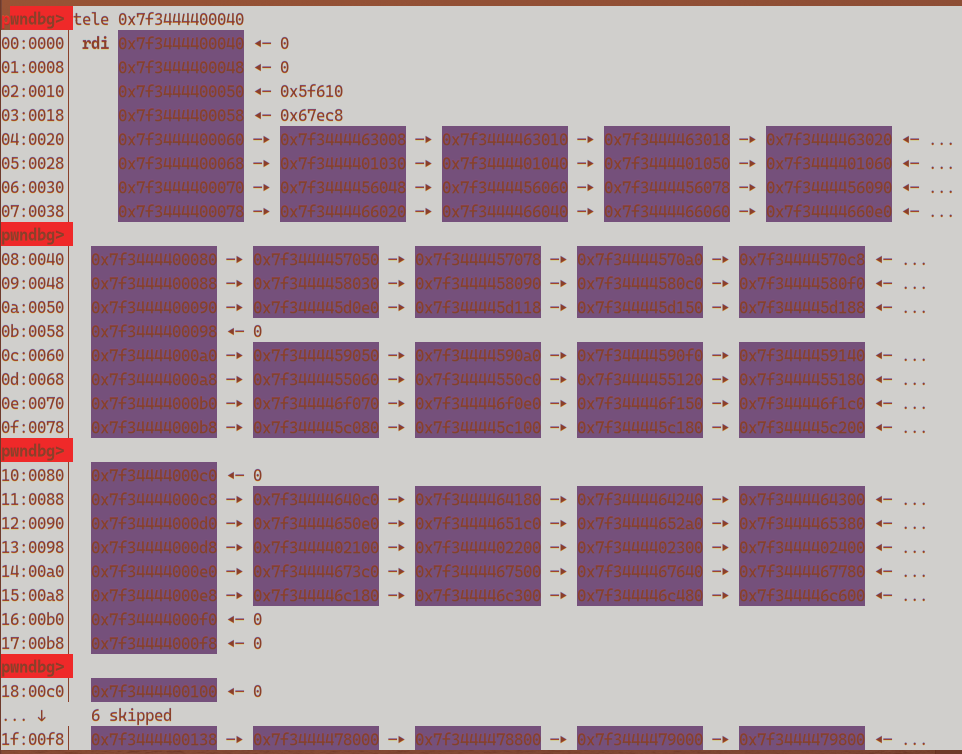 pwndbg> tele 0x7f3444400040
00:0000│ rdi 0x7f3444400040 ◂— 0
01:0008│     0x7f3444400048 ◂— 0
02:0010│     0x7f3444400050 ◂— 0x5f610
03:0018│     0x7f3444400058 ◂— 0x67ec8
04:0020│     0x7f3444400060 —▸ 0x7f3444463008 —▸ 0x7f3444463010 —▸ 0x7f3444463018 —▸ 0x7f3444463020 ◂— ...
05:0028│     0x7f3444400068 —▸ 0x7f3444401030 —▸ 0x7f3444401040 —▸ 0x7f3444401050 —▸ 0x7f3444401060 ◂— ...
06:0030│     0x7f3444400070 —▸ 0x7f3444456048 —▸ 0x7f3444456060 —▸ 0x7f3444456078 —▸ 0x7f3444456090 ◂— ...
07:0038│     0x7f3444400078 —▸ 0x7f3444466020 —▸ 0x7f3444466040 —▸ 0x7f3444466060 —▸ 0x7f34444660e0 ◂— ...
pwndbg>
08:0040│  0x7f3444400080 —▸ 0x7f3444457050 —▸ 0x7f3444457078 —▸ 0x7f34444570a0 —▸ 0x7f34444570c8 ◂— ...
09:0048│  0x7f3444400088 —▸ 0x7f3444458030 —▸ 0x7f3444458090 —▸ 0x7f34444580c0 —▸ 0x7f34444580f0 ◂— ...
0a:0050│  0x7f3444400090 —▸ 0x7f344445d0e0 —▸ 0x7f344445d118 —▸ 0x7f344445d150 —▸ 0x7f344445d188 ◂— ...
0b:0058│  0x7f3444400098 ◂— 0
0c:0060│  0x7f34444000a0 —▸ 0x7f3444459050 —▸ 0x7f34444590a0 —▸ 0x7f34444590f0 —▸ 0x7f3444459140 ◂— ...
0d:0068│  0x7f34444000a8 —▸ 0x7f3444455060 —▸ 0x7f34444550c0 —▸ 0x7f3444455120 —▸ 0x7f3444455180 ◂— ...
0e:0070│  0x7f34444000b0 —▸ 0x7f344446f070 —▸ 0x7f344446f0e0 —▸ 0x7f344446f150 —▸ 0x7f344446f1c0 ◂— ...
0f:0078│  0x7f34444000b8 —▸ 0x7f344445c080 —▸ 0x7f344445c100 —▸ 0x7f344445c180 —▸ 0x7f344445c200 ◂— ...
pwndbg>
10:0080│  0x7f34444000c0 ◂— 0
11:0088│  0x7f34444000c8 —▸ 0x7f34444640c0 —▸ 0x7f3444464180 —▸ 0x7f3444464240 —▸ 0x7f3444464300 ◂— ...
12:0090│  0x7f34444000d0 —▸ 0x7f34444650e0 —▸ 0x7f34444651c0 —▸ 0x7f34444652a0 —▸ 0x7f3444465380 ◂— ...
13:0098│  0x7f34444000d8 —▸ 0x7f3444402100 —▸ 0x7f3444402200 —▸ 0x7f3444402300 —▸ 0x7f3444402400 ◂— ...
14:00a0│  0x7f34444000e0 —▸ 0x7f34444673c0 —▸ 0x7f3444467500 —▸ 0x7f3444467640 —▸ 0x7f3444467780 ◂— ...
15:00a8│  0x7f34444000e8 —▸ 0x7f344446c180 —▸ 0x7f344446c300 —▸ 0x7f344446c480 —▸ 0x7f344446c600 ◂— ...
16:00b0│  0x7f34444000f0 ◂— 0
17:00b8│  0x7f34444000f8 ◂— 0
pwndbg>
18:00c0│  0x7f3444400100 ◂— 0
... ↓     6 skipped
1f:00f8│  0x7f3444400138 —▸ 0x7f3444478000 —▸ 0x7f3444478800 —▸ 0x7f3444479000 —▸ 0x7f3444479800 ◂— ...